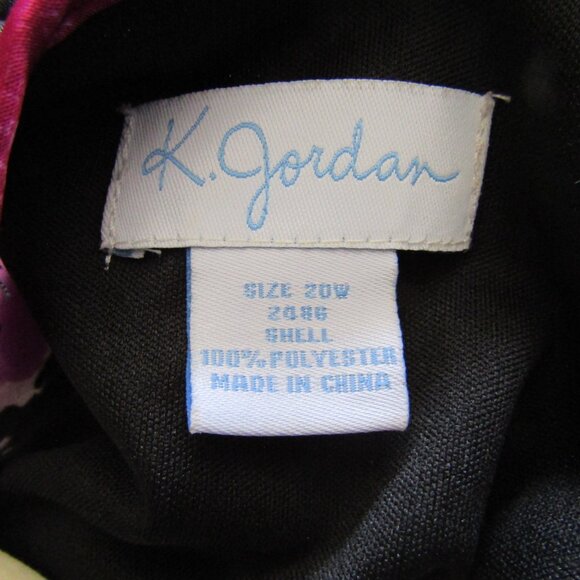 K. Jordan
SIZE 20W
2486
SHELL
100% POLYESTER
MADE IN CHINA